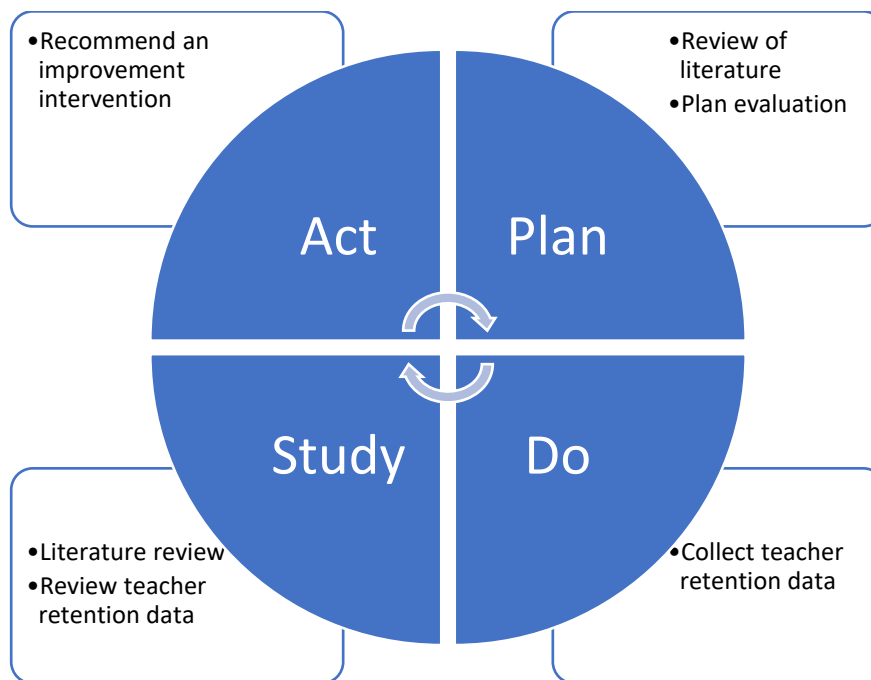 •Recommend an
improvement
intervention
•Review of
literature
•Plan evaluation
Act
Plan
Study
Do
•Literature review
•Review teacher
retention data
•Collect teacher
retention data